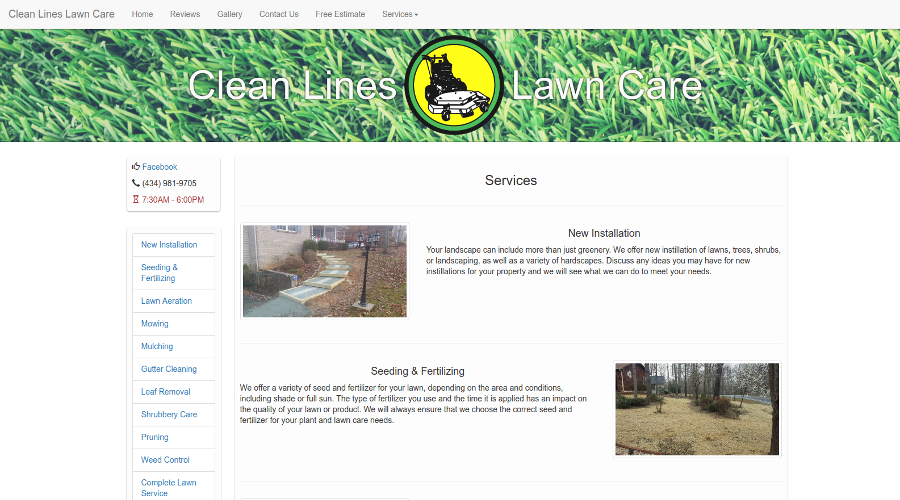 Clean Lines Lawn Care Home Reviews Gallery Contact Us Free Estimate Services
Clean Lines Lawn Care
Facebook
(434) 981-9705
7:30AM - 6:00PM
New Installation
Seeding &
Fertilizing
Lawn Aeration
Mowing
Mulching
Gutter Cleaning
Leaf Removal
Shrubbery Care
Pruning
Weed Control
Complete Lawn
Service
Services
New Installation
Your landscape can include more than just greenery. We offer new instillation of lawns, trees, shrubs,
or landscaping, as well as a variety of hardscapes. Discuss any ideas you may have for new
instillations for your property and we will see what we can do to meet your needs.
Seeding & Fertilizing
We offer a variety of seed and fertilizer for your lawn, depending on the area and conditions,
including shade or full sun. The type of fertilizer you use and the time it is applied has an impact on
the quality of your lawn or product. We will always ensure that we choose the correct seed and
fertilizer for your plant and lawn care needs.